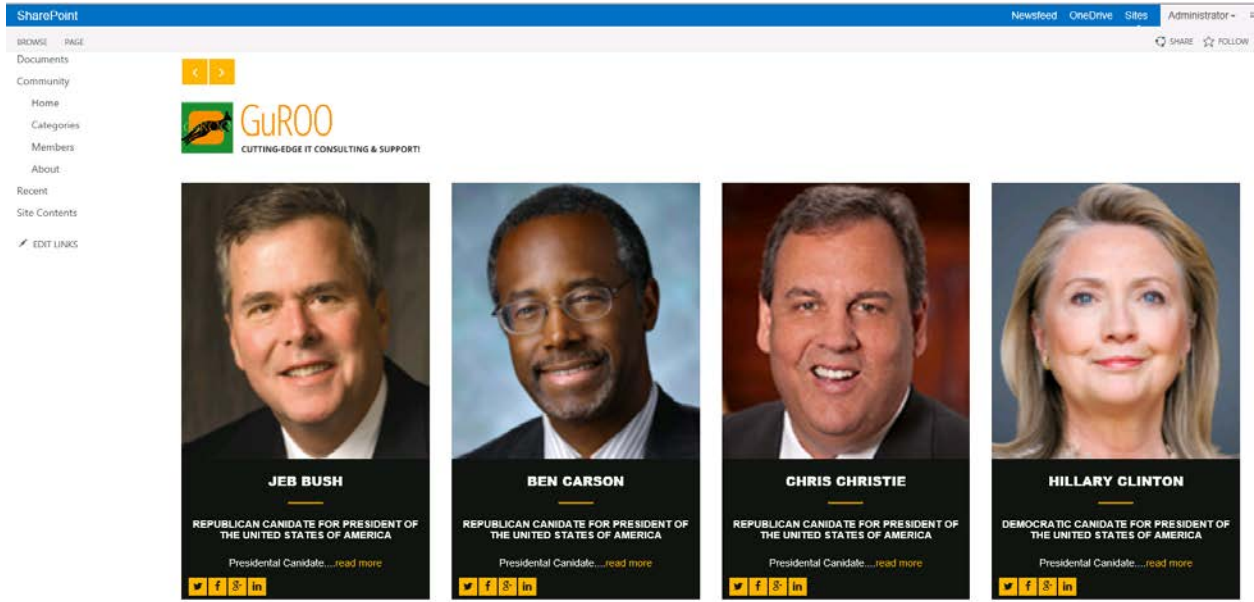 SharePoint
Newsfeed OneDrive Sites Administrator
BROWSE PAGE
SHARE FOLLOW
Documents
Community
Home
Categories
Members
About
Recent
Site Contents
EDIT LINKS
GuROO
CUTTING-EDGE IT CONSULTING & SUPPORT!
JEB BUSH
REPUBLICAN CANIDATE FOR PRESIDENT OF
THE UNITED STATES OF AMERICA
Presidental Canidate....read more
BEN CARSON
REPUBLICAN CANIDATE FOR PRESIDENT OF
THE UNITED STATES OF AMERICA
Presidental Canidate....read more
CHRIS CHRISTIE
REPUBLICAN CANIDATE FOR PRESIDENT OF
THE UNITED STATES OF AMERICA
Presidental Canidate....read more
HILLARY CLINTON
DEMOCRATIC CANIDATE FOR PRESIDENT OF
THE UNITED STATES OF AMERICA
Presidental Canidate....read more